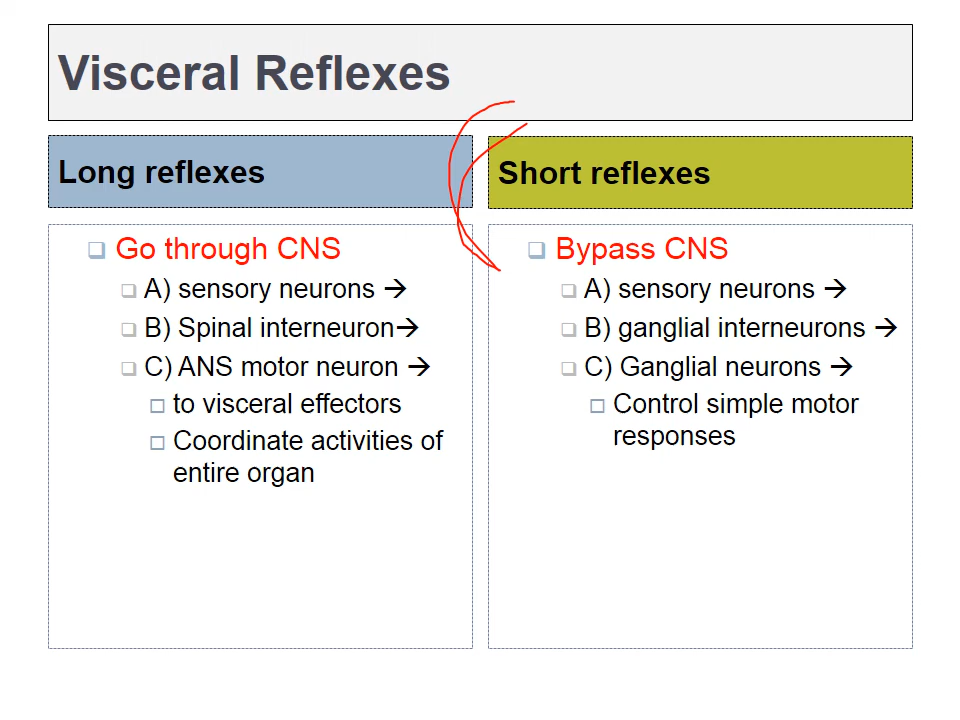 Visceral Reflexes
Long reflexes
Go through CNS
A) sensory neurons →
B) Spinal interneuron→
C) ANS motor neuron →
to visceral effectors
Coordinate activities of
entire organ
Short reflexes
Bypass CNS
A) sensory neurons →
B) ganglial interneurons →
C) Ganglial neurons →
Control simple motor
responses